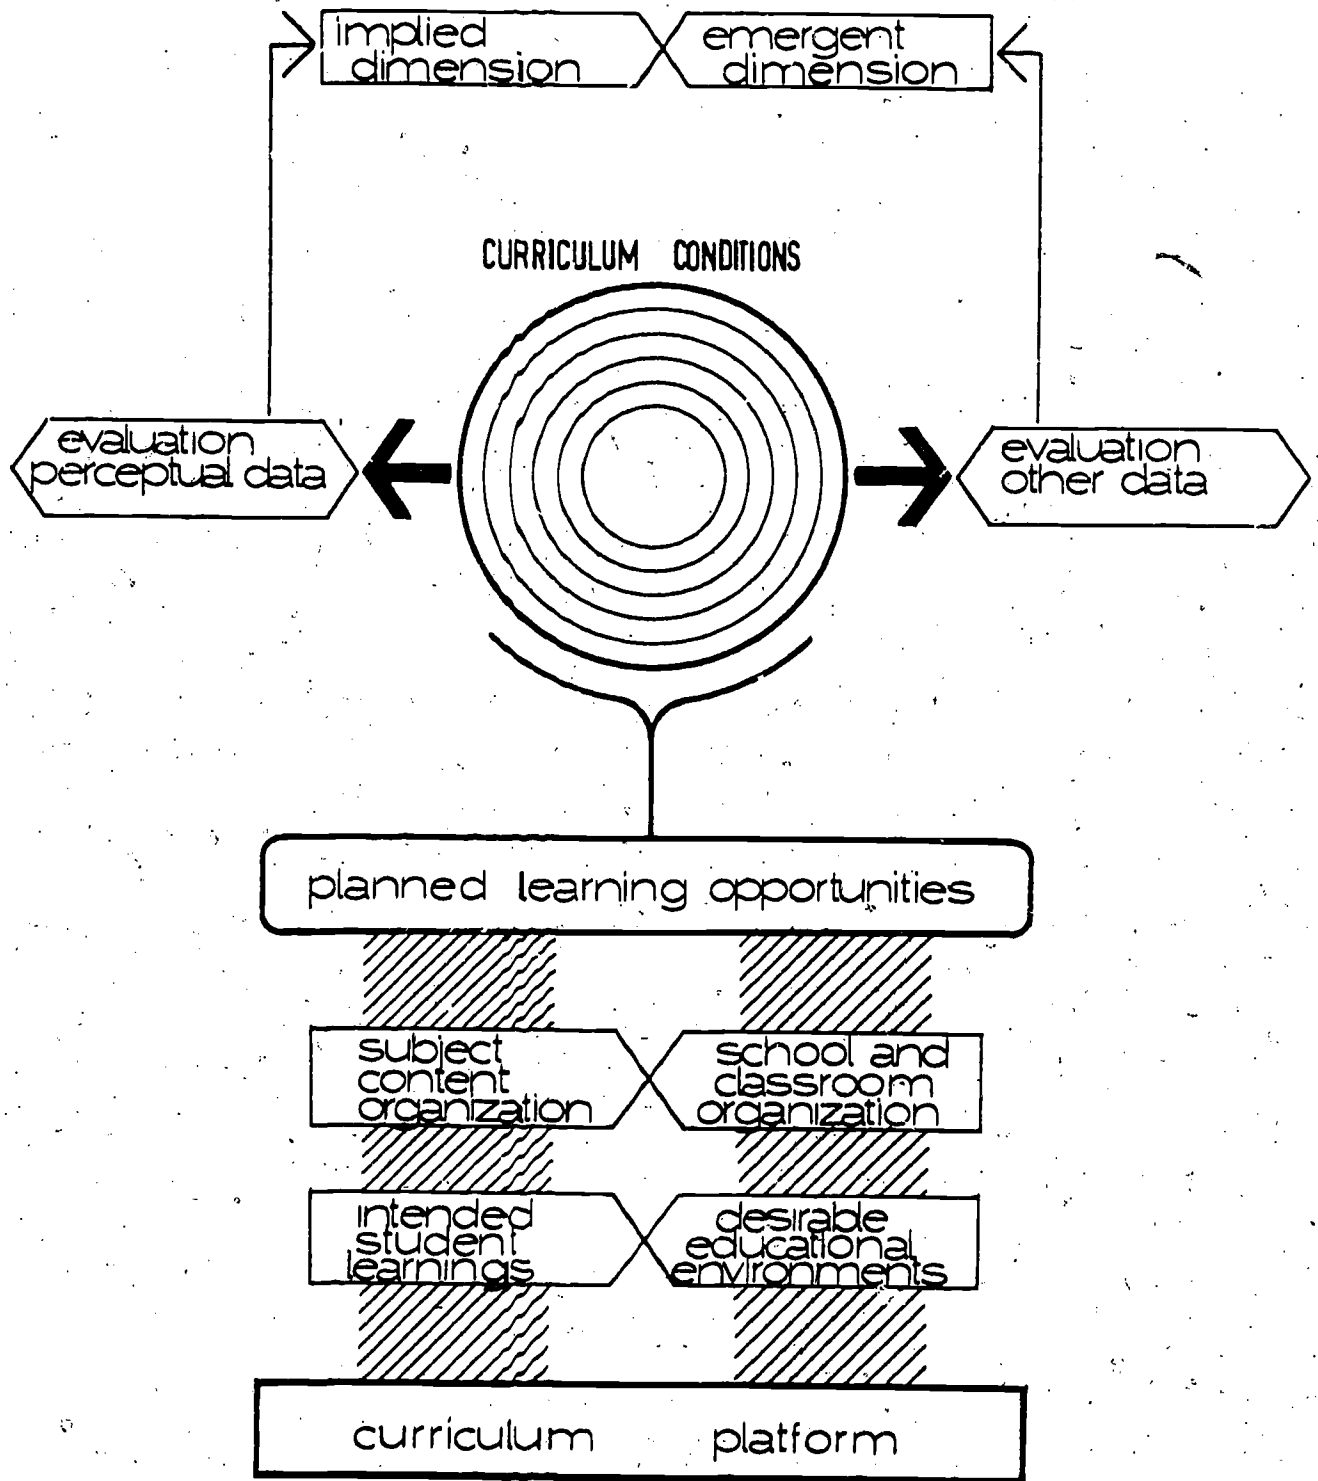 implied
dimension
emergent
dimension
CURRICULUM CONDITIONS
evaluation
perceptual data
evaluation
other data
planned learning opportunities
subject
content
organization
school and
classroom
organization
intended
student
learnings
desirable
educational
environments
curriculum platform